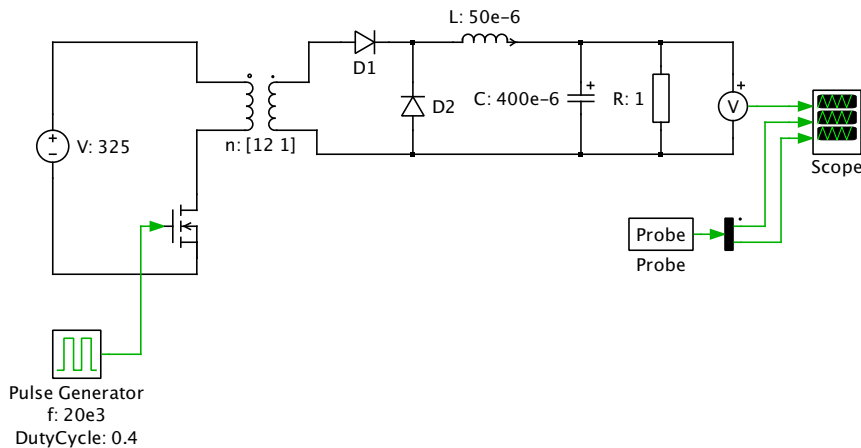 L: 50e-6
D1
D2
C: 400e-6
R: 1
V
V: 325
n: [12 1]
Scope
Probe
Probe
Pulse Generator
f: 20e3
DutyCycle: 0.4